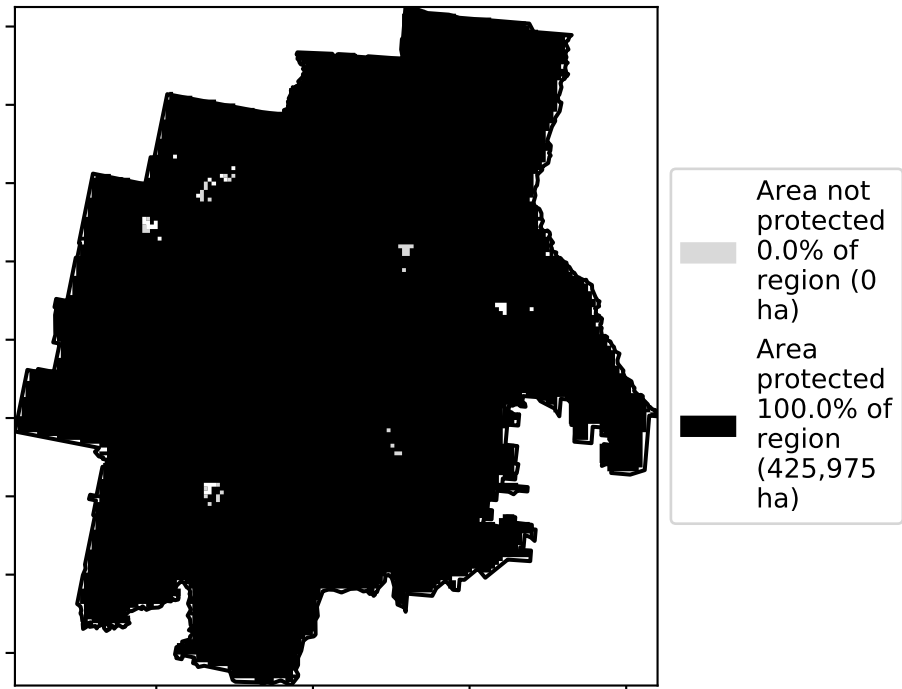 Area not
protected
0.0% of
region (0
ha)
Area
protected
100.0% of
region
(425,975
ha)